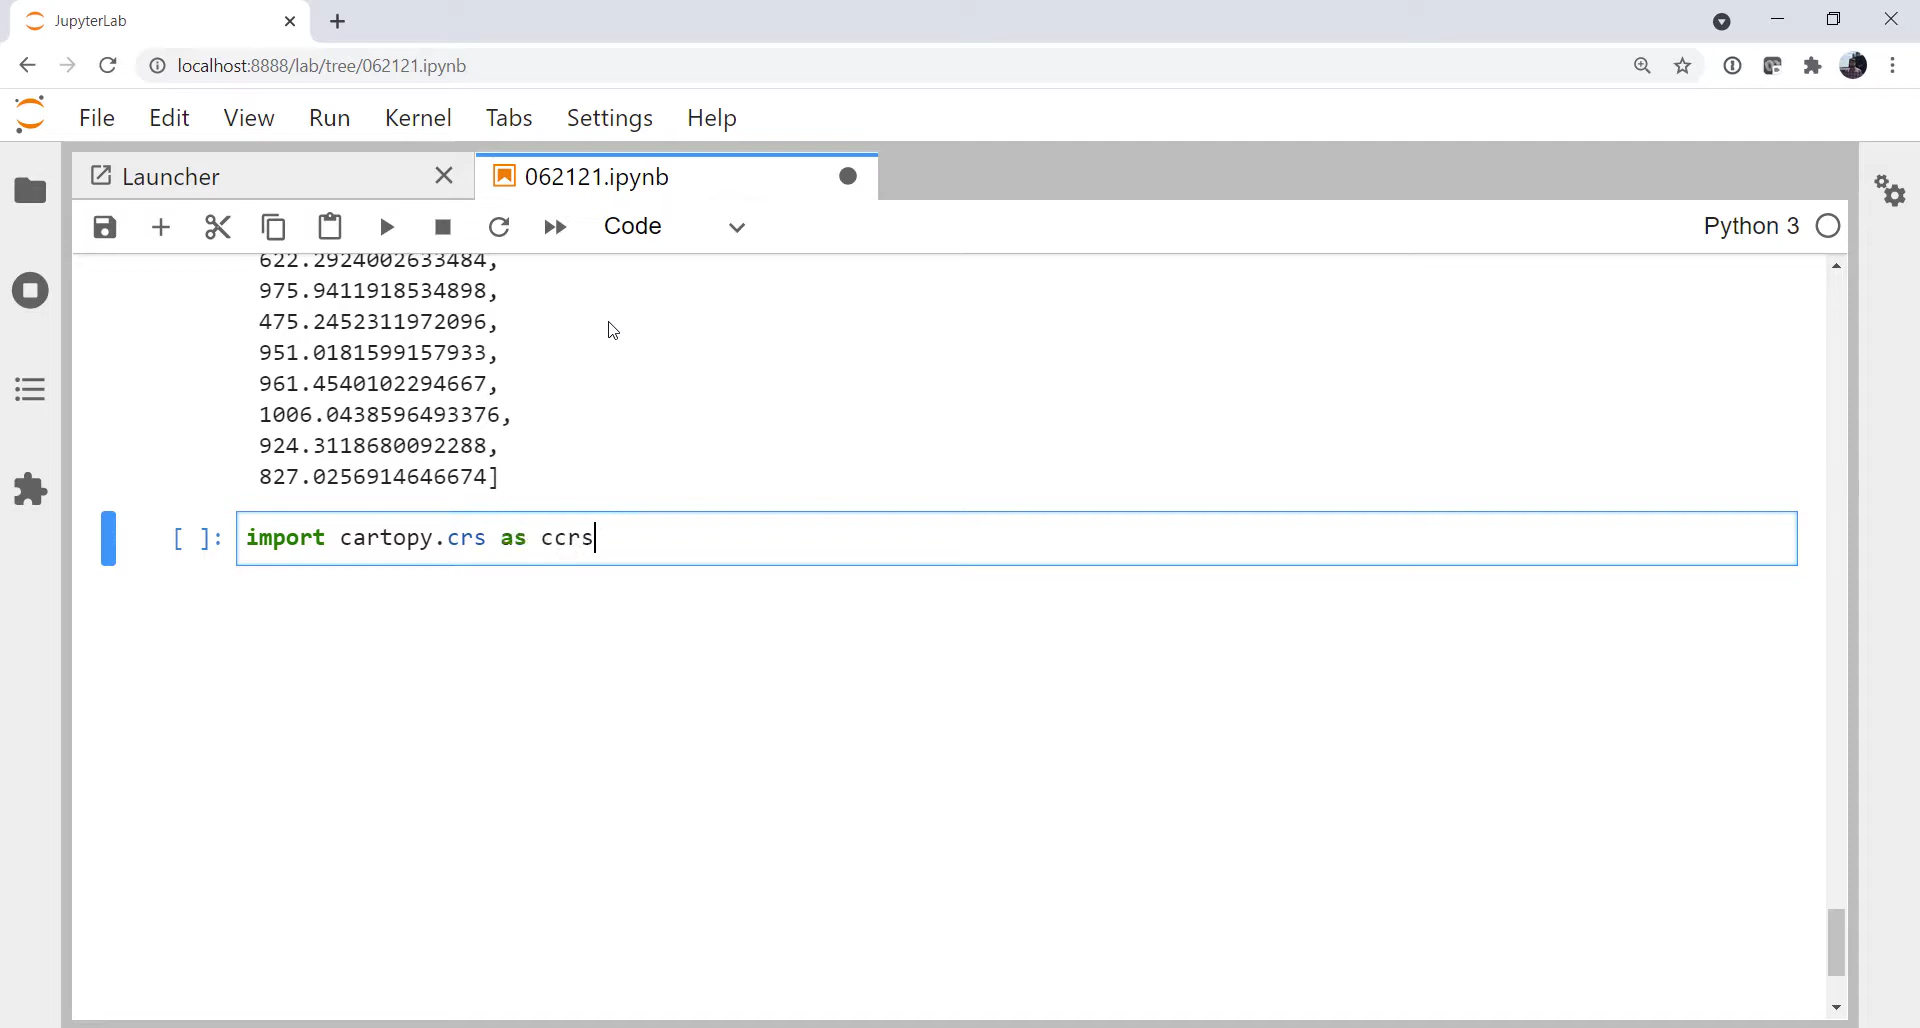 JupyterLab
localhost:8888/lab/tree/062121.ipynb
File Edit View Run Kernel Tabs Settings Help
Launcher 062121.ipynb
Code Python 3
622.2924002633484,
975.9411918534898,
475.2452311972096,
951.0181599157933,
961.4540102294667,
1006.0438596493376,
924.3118680092288,
827.0256914646674]
[ ]: import cartopy.crs as ccrs